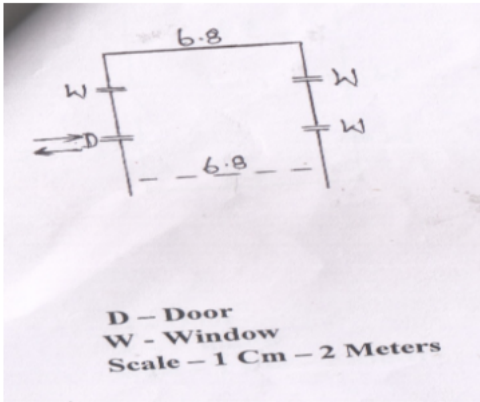 6.8
W
W
D
W
6.8
D – Door
W - Window
Scale – 1 Cm – 2 Meters